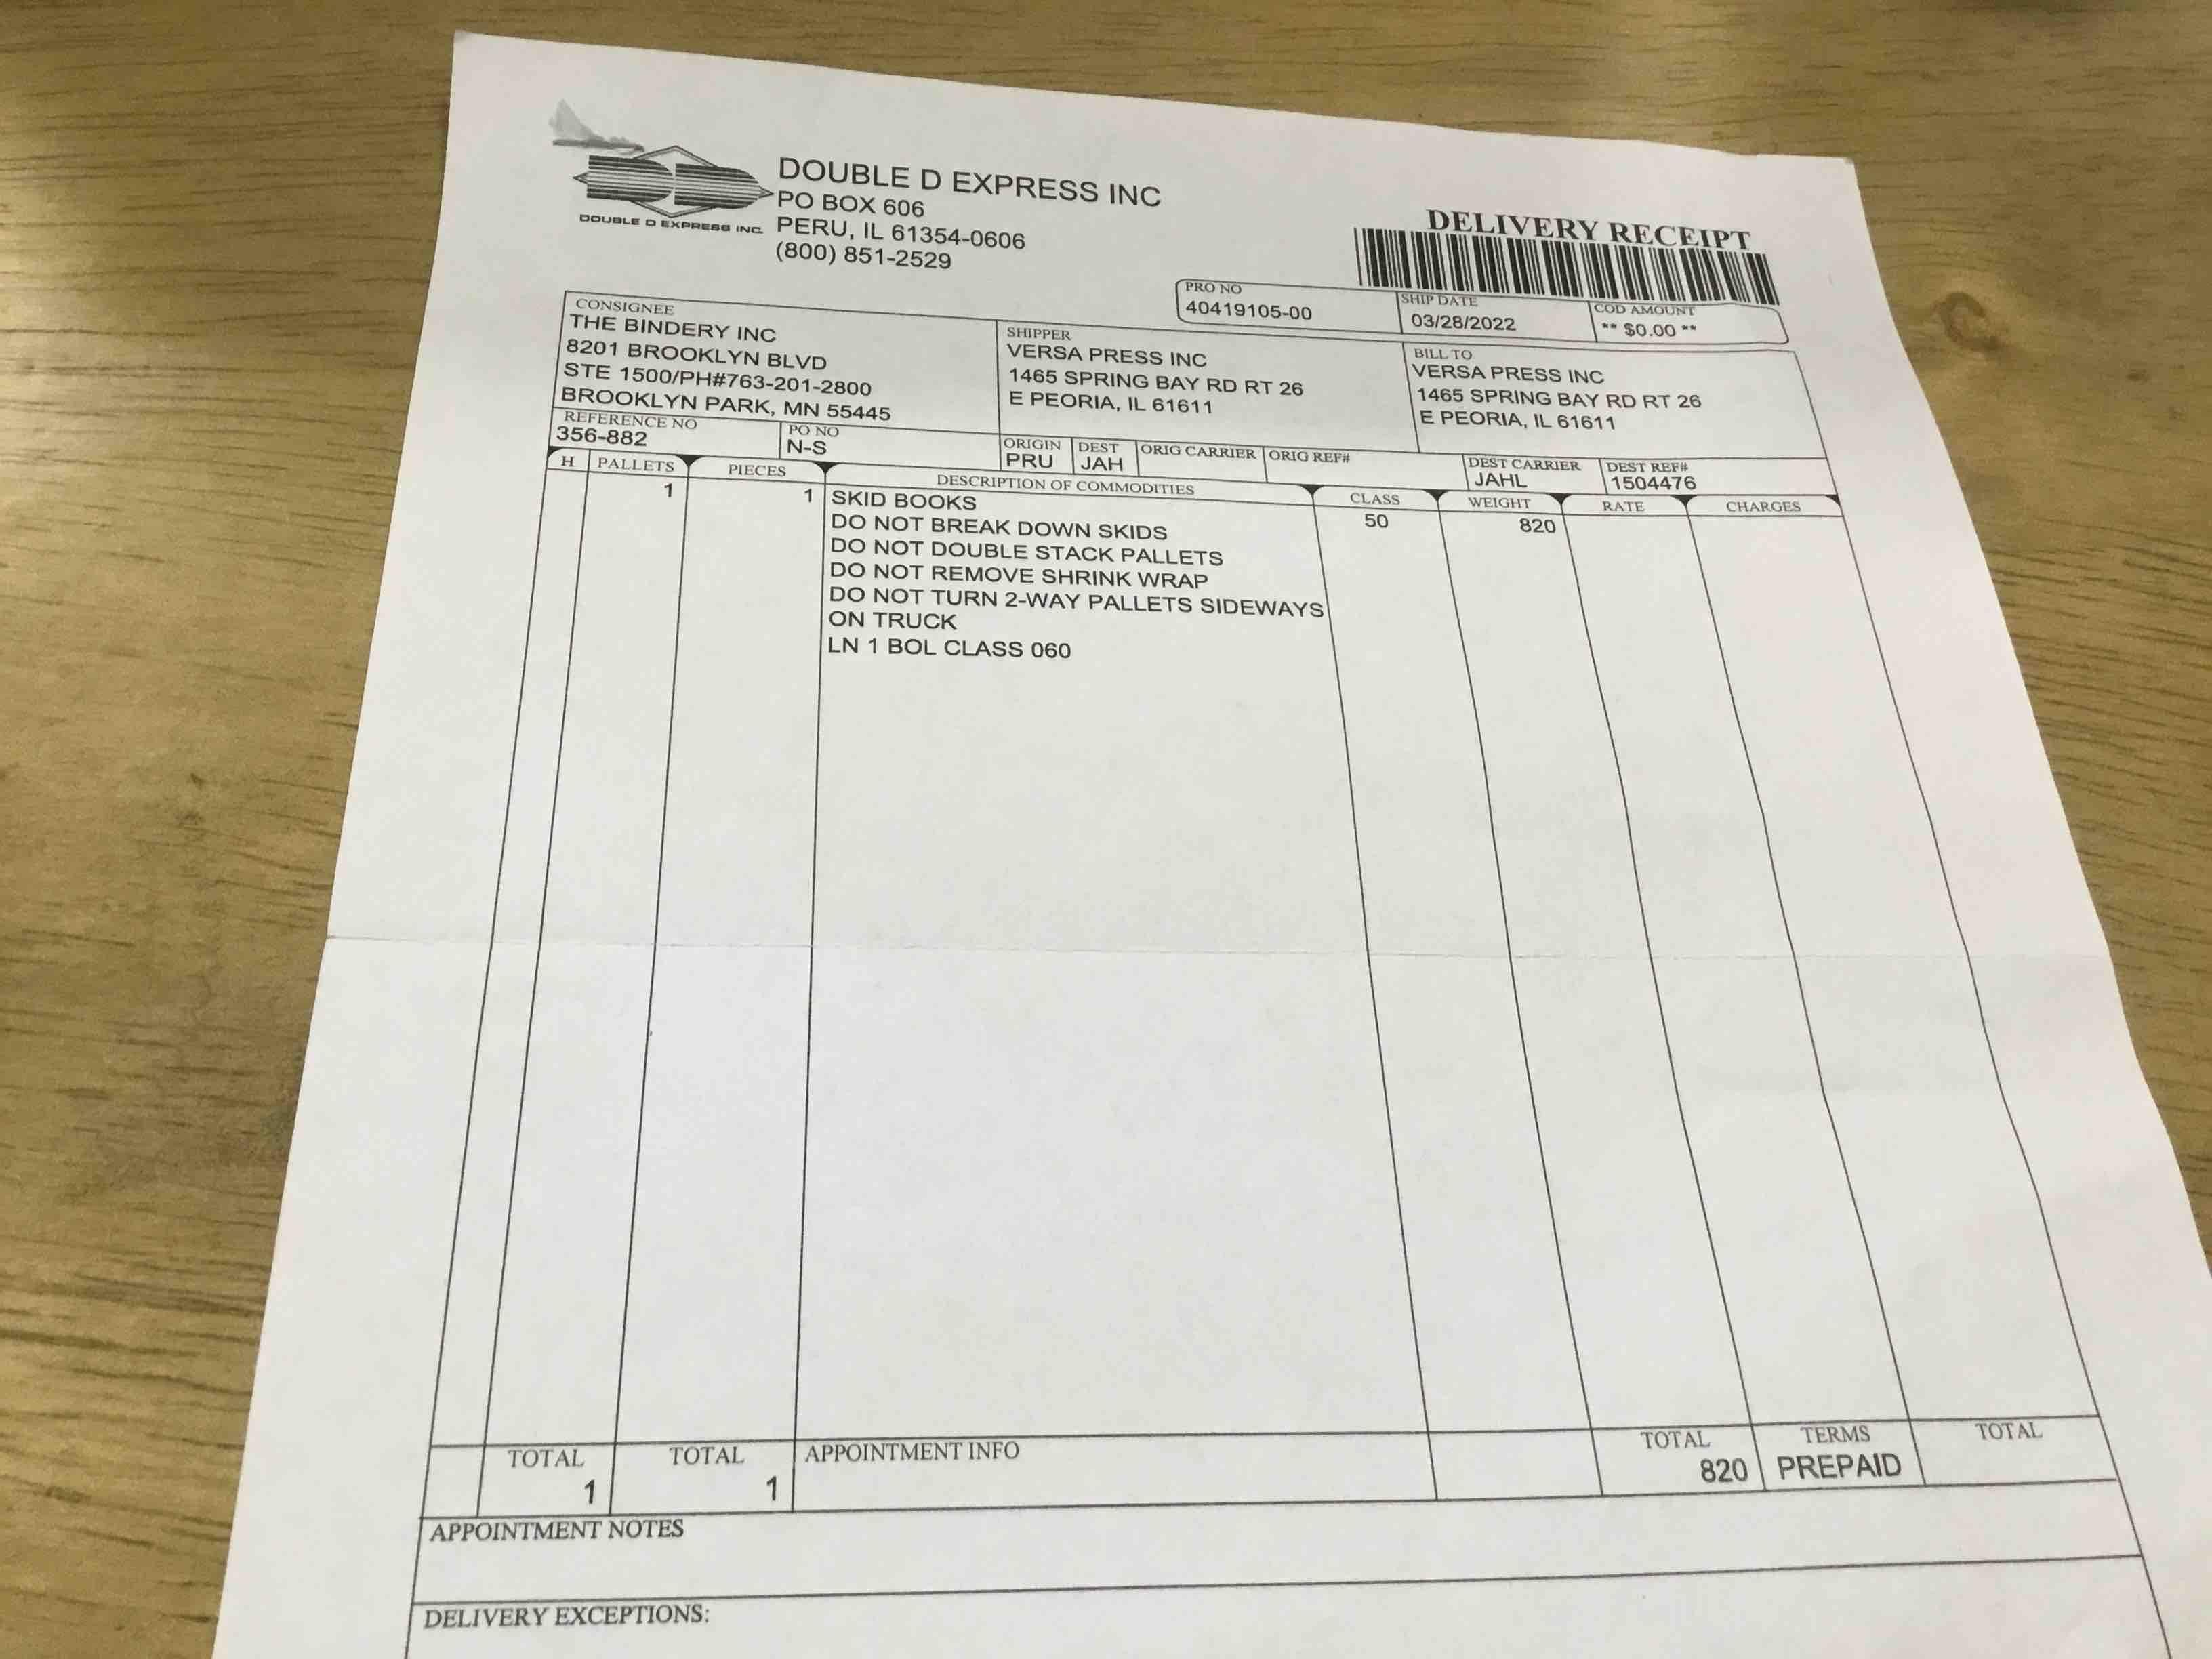 DOUBLE D EXPRESS INC.
DOUBLE D EXPRESS INC
PO BOX 606
PERU, IL 61354-0606
(800) 851-2529
DELIVERY RECEIPT
PRO NO
40419105-00
SHIP DATE
03/28/2022
COD AMOUNT
** $0.00 **
CONSIGNEE
THE BINDERY INC
8201 BROOKLYN BLVD
STE 1500/PH#763-201-2800
BROOKLYN PARK, MN 55445
SHIPPER
VERSA PRESS INC
1465 SPRING BAY RD RT 26
E PEORIA, IL 61611
BILL TO
VERSA PRESS INC
1465 SPRING BAY RD RT 26
E PEORIA, IL 61611
REFERENCE NO
356-882
PO NO
N-S
ORIGIN
PRU
DEST
JAH
ORIG CARRIER
ORIG REF#
DEST CARRIER
JAHL
DEST REF#
1504476
H PALLETS PIECES DESCRIPTION OF COMMODITIES CLASS WEIGHT RATE CHARGES
1 1 SKID BOOKS 50 820
DO NOT BREAK DOWN SKIDS
DO NOT DOUBLE STACK PALLETS
DO NOT REMOVE SHRINK WRAP
DO NOT TURN 2-WAY PALLETS SIDEWAYS
ON TRUCK
LN 1 BOL CLASS 060
TOTAL
1
TOTAL
1
APPOINTMENT INFO
TOTAL
820
TERMS
PREPAID
TOTAL
APPOINTMENT NOTES
DELIVERY EXCEPTIONS: